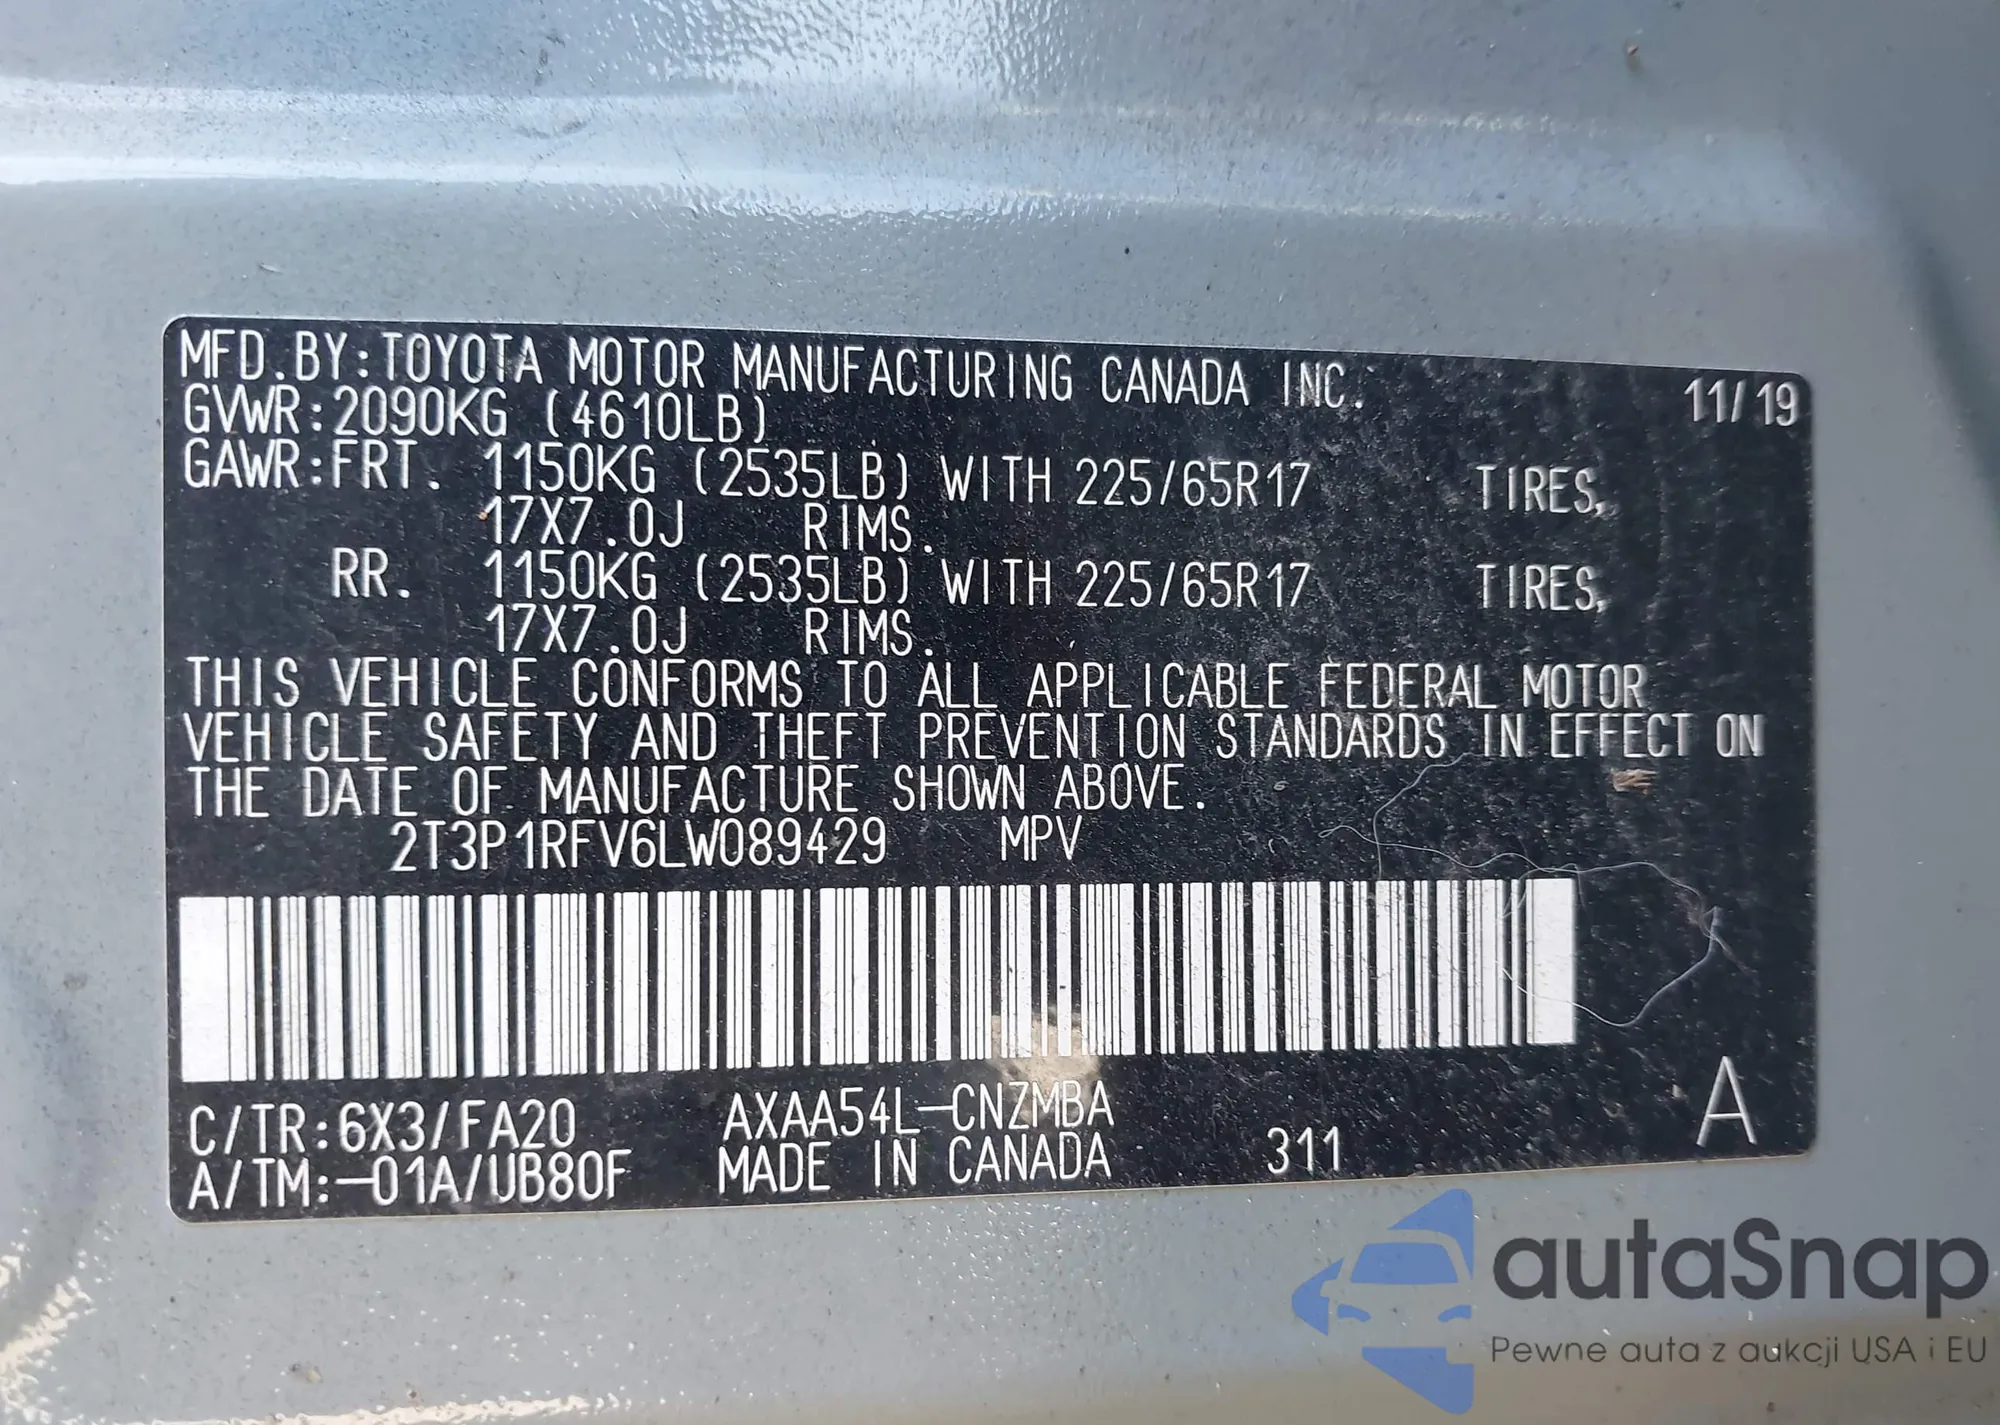 MFD.BY:TOYOTA MOTOR MANUFACTURING CANADA INC. 11/19
GVWR:2090KG (4610LB)
GAWR:FRT. 1150KG (2535LB) WITH 225/65R17 TIRES,
17X7.0J RIMS.
RR. 1150KG (2535LB) WITH 225/65R17 TIRES,
17X7.0J RIMS.
THIS VEHICLE CONFORMS TO ALL APPLICABLE FEDERAL MOTOR
VEHICLE SAFETY AND THEFT PREVENTION STANDARDS IN EFFECT ON
THE DATE OF MANUFACTURE SHOWN ABOVE.
2T3P1RFV6LW089429 MPV
C/TR:6X3/FA20 AXAA54L-CNZMBA A
A/TM:-01A/UB80F MADE IN CANADA 311
autaSnap
Pewne auta z aukcji USA i EU